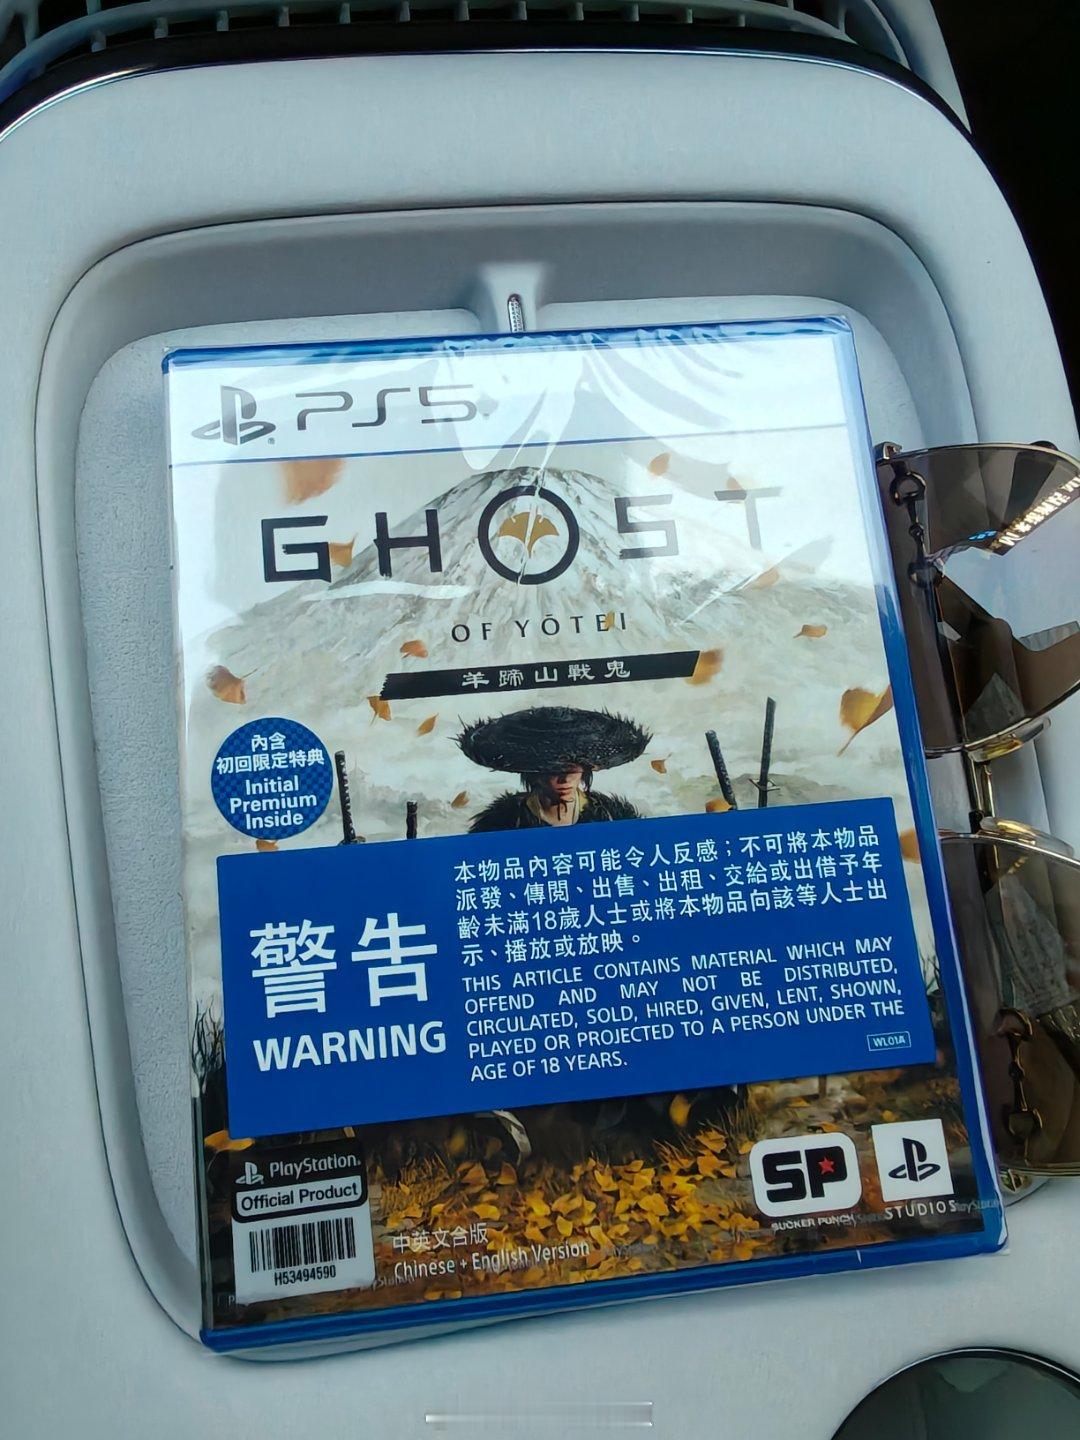 PS5
GHOST
OF YŌTEI
羊蹄山戰鬼
內含
初回限定特典
Initial
Premium
Inside
警告
WARNING
本物品內容可能令人反感；不可將本物品
派發、傳閱、出售、出租、交給或出借予年
齡未滿18歲人士或將本物品向該等人士出
示、播放或放映。
THIS ARTICLE CONTAINS MATERIAL WHICH MAY
OFFEND AND MAY NOT BE DISTRIBUTED,
CIRCULATED, SOLD, HIRED, GIVEN, LENT, SHOWN,
PLAYED OR PROJECTED TO A PERSON UNDER THE
AGE OF 18 YEARS.
WL01A
PlayStation
Official Product
H53494590
中英文合版
Chinese + English Version
SP
SUCKER PUNCH
STUDIOS